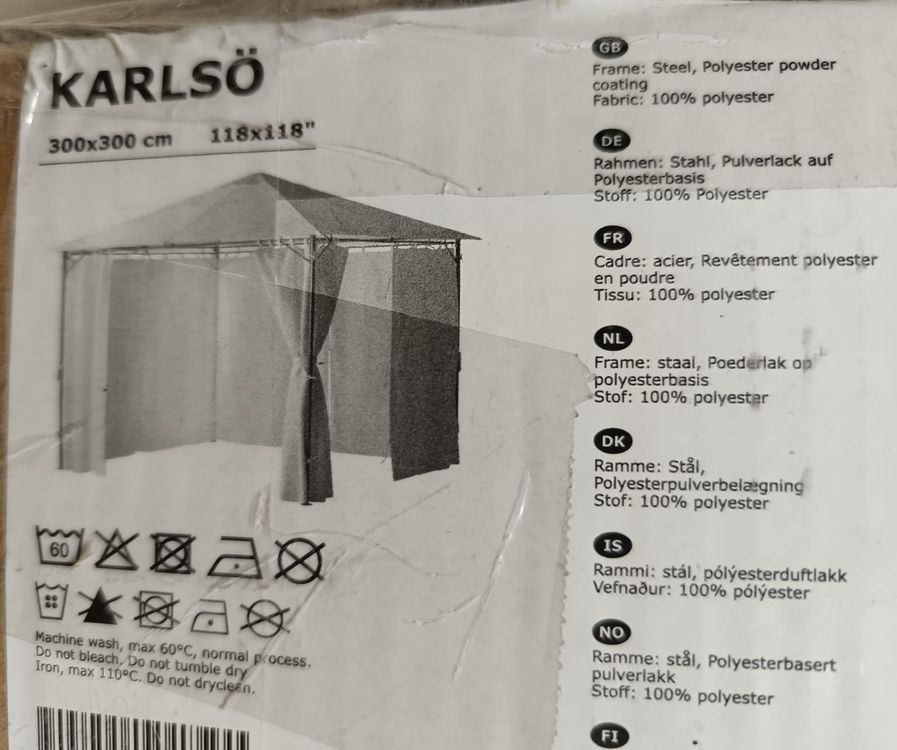 KARLSÖ
300x300 cm 118x118"
60
Machine wash, max 60°C, normal process.
Do not bleach. Do not tumble dry.
Iron, max 110°C. Do not dryclean.
GB
Frame: Steel, Polyester powder
coating
Fabric: 100% polyester
DE
Rahmen: Stahl, Pulverlack auf
Polyesterbasis
Stoff: 100% Polyester
FR
Cadre: acier, Revêtement polyester
en poudre
Tissu: 100% polyester
NL
Frame: staal, Poederlak op
polyesterbasis
Stof: 100% polyester
DK
Ramme: Stål,
Polyesterpulverbelægning
Stof: 100% polyester
IS
Rammi: stál, pólýesterduftlakk
Vefnaður: 100% pólýester
NO
Ramme: stål, Polyesterbasert
pulverlakk
Stoff: 100% polyester
FI